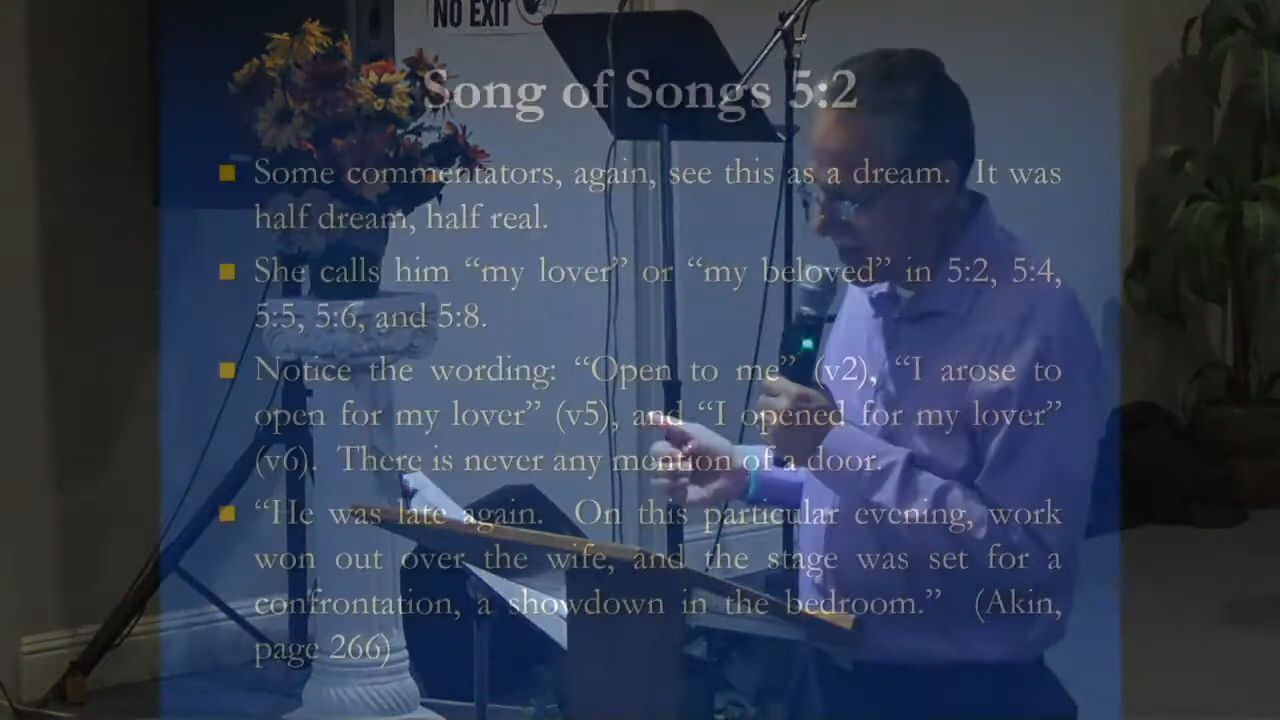 NO EXIT
Song of Songs 5:2
Some commentators, again, see this as a dream. It was
half dream, half real.
She calls him “my lover” or “my beloved” in 5:2, 5:4,
5:5, 5:6, and 5:8.
Notice the wording: “Open to me” (v2), “I arose to
open for my lover” (v5), and “I opened for my lover”
(v6). There is never any mention of a door.
“He was late again. On this particular evening, work
won out over the wife, and the stage was set for a
confrontation, a showdown in the bedroom.” (Akin,
page 266)